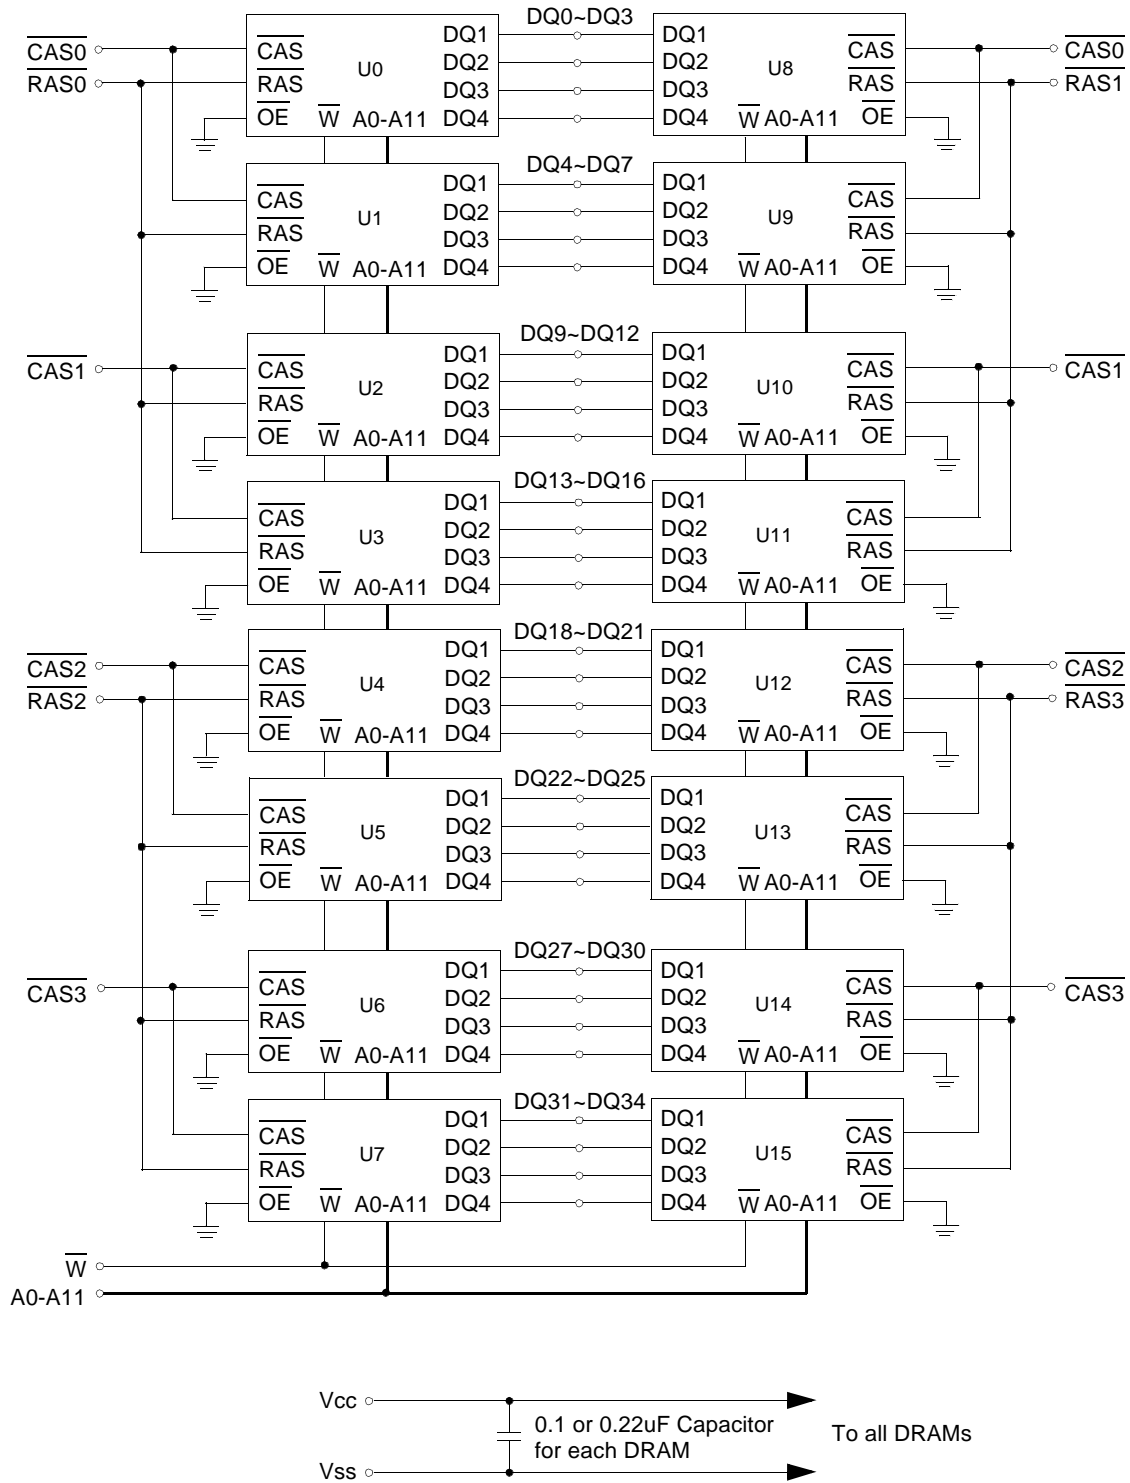 CAS0
RAS0
CAS
RAS
OE
U0
W A0-A11
DQ1
DQ2
DQ3
DQ4
DQ0~DQ3
DQ1
DQ2
DQ3
DQ4
U8
W A0-A11
CAS
RAS
OE
CAS0
RAS1
CAS
RAS
OE
U1
W A0-A11
DQ1
DQ2
DQ3
DQ4
DQ4~DQ7
DQ1
DQ2
DQ3
DQ4
U9
W A0-A11
CAS
RAS
OE
CAS1
CAS
RAS
OE
U2
W A0-A11
DQ1
DQ2
DQ3
DQ4
DQ9~DQ12
DQ1
DQ2
DQ3
DQ4
U10
W A0-A11
CAS
RAS
OE
CAS1
CAS
RAS
OE
U3
W A0-A11
DQ1
DQ2
DQ3
DQ4
DQ13~DQ16
DQ1
DQ2
DQ3
DQ4
U11
W A0-A11
CAS
RAS
OE
CAS2
RAS2
CAS
RAS
OE
U4
W A0-A11
DQ1
DQ2
DQ3
DQ4
DQ18~DQ21
DQ1
DQ2
DQ3
DQ4
U12
W A0-A11
CAS
RAS
OE
CAS2
RAS3
CAS
RAS
OE
U5
W A0-A11
DQ1
DQ2
DQ3
DQ4
DQ22~DQ25
DQ1
DQ2
DQ3
DQ4
U13
W A0-A11
CAS
RAS
OE
CAS3
CAS
RAS
OE
U6
W A0-A11
DQ1
DQ2
DQ3
DQ4
DQ27~DQ30
DQ1
DQ2
DQ3
DQ4
U14
W A0-A11
CAS
RAS
OE
CAS3
CAS
RAS
OE
U7
W A0-A11
DQ1
DQ2
DQ3
DQ4
DQ31~DQ34
DQ1
DQ2
DQ3
DQ4
U15
W A0-A11
CAS
RAS
OE
W
A0-A11
Vcc
0.1 or 0.22uF Capacitor
for each DRAM
To all DRAMs
Vss